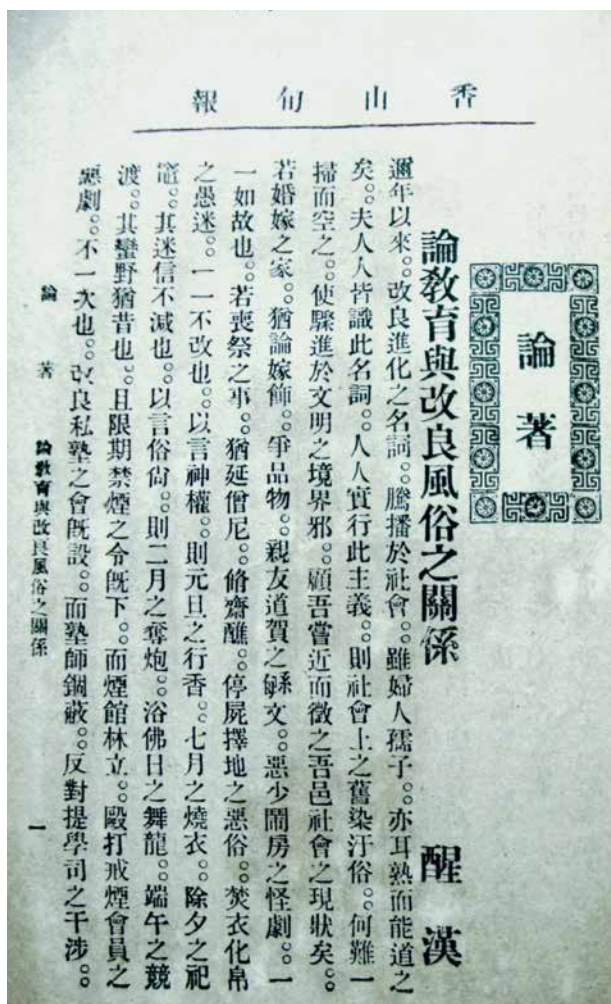 香山旬報
論著
論敎育與改良風俗之關係　醒漢
邇年以來。。改良進化之名詞。。騰播於社會。。雖婦人孺子。。亦耳熟而能道之
矣。。夫人人皆識此名詞。。人人實行此主義。。則社會上之舊染汙俗。。何難一
掃而空之。。使驟進於文明之境界邪。。顧吾嘗近而徵之吾邑社會之現狀矣。。
若婚嫁之家。。猶論嫁飾。。爭品物。。親友道賀之緐文。。惡少鬧房之怪劇。。一
一如故也。。若喪祭之事。。猶延僧尼。。脩齋醮。。停屍擇地之惡俗。。焚衣化帛
之愚迷。。一一不改也。。以言神權。。則元旦之行香。。七月之燒衣。。除夕之祀
竈。。其迷信不減也。。以言俗尙。。則二月之奪炮。。浴佛日之舞龍。。端午之競
渡。。其蠻野猶昔也。。且限期禁煙之令旣下。。而煙館林立。。毆打戒煙會員之
惡劇。。不一次也。。改良私塾之會旣設。。而塾師錮蔽。。反對提學司之干涉。。
論著　論敎育與改良風俗之關係　一